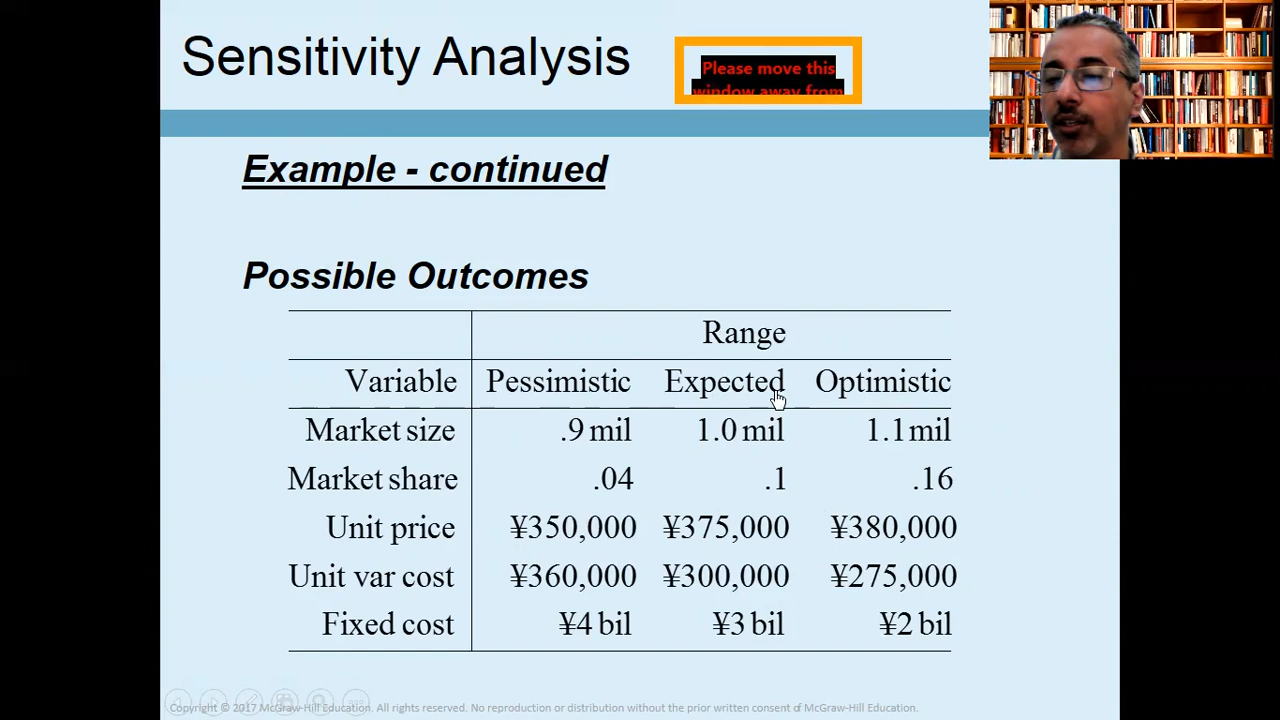 Sensitivity Analysis
Please move this
window away from
Example - continued
Possible Outcomes
Range
Variable Pessimistic Expected Optimistic
Market size .9 mil 1.0 mil 1.1 mil
Market share .04 .1 .16
Unit price ¥350,000 ¥375,000 ¥380,000
Unit var cost ¥360,000 ¥300,000 ¥275,000
Fixed cost ¥4 bil ¥3 bil ¥2 bil
Copyright © 2017 McGraw-Hill Education. All rights reserved. No reproduction or distribution without the prior written consent of McGraw-Hill Education.